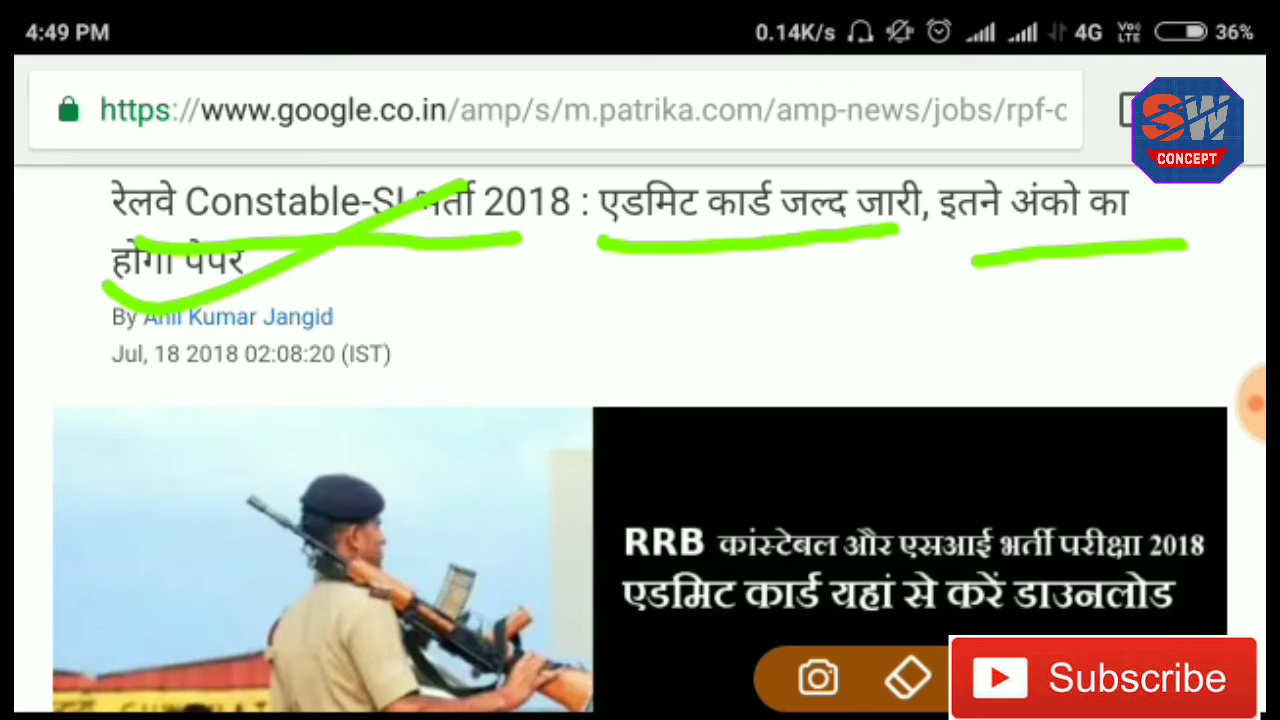 4:49 PM
0.14K/s 4G VoLTE 36%
https://www.google.co.in/amp/s/m.patrika.com/amp-news/jobs/rpf-c
SW
CONCEPT
रेलवे Constable-SI भर्ती 2018 : एडमिट कार्ड जल्द जारी, इतने अंको का
होगा पेपर
By Anil Kumar Jangid
Jul, 18 2018 02:08:20 (IST)
RRB कांस्टेबल और एसआई भर्ती परीक्षा 2018
एडमिट कार्ड यहां से करें डाउनलोड
Subscribe